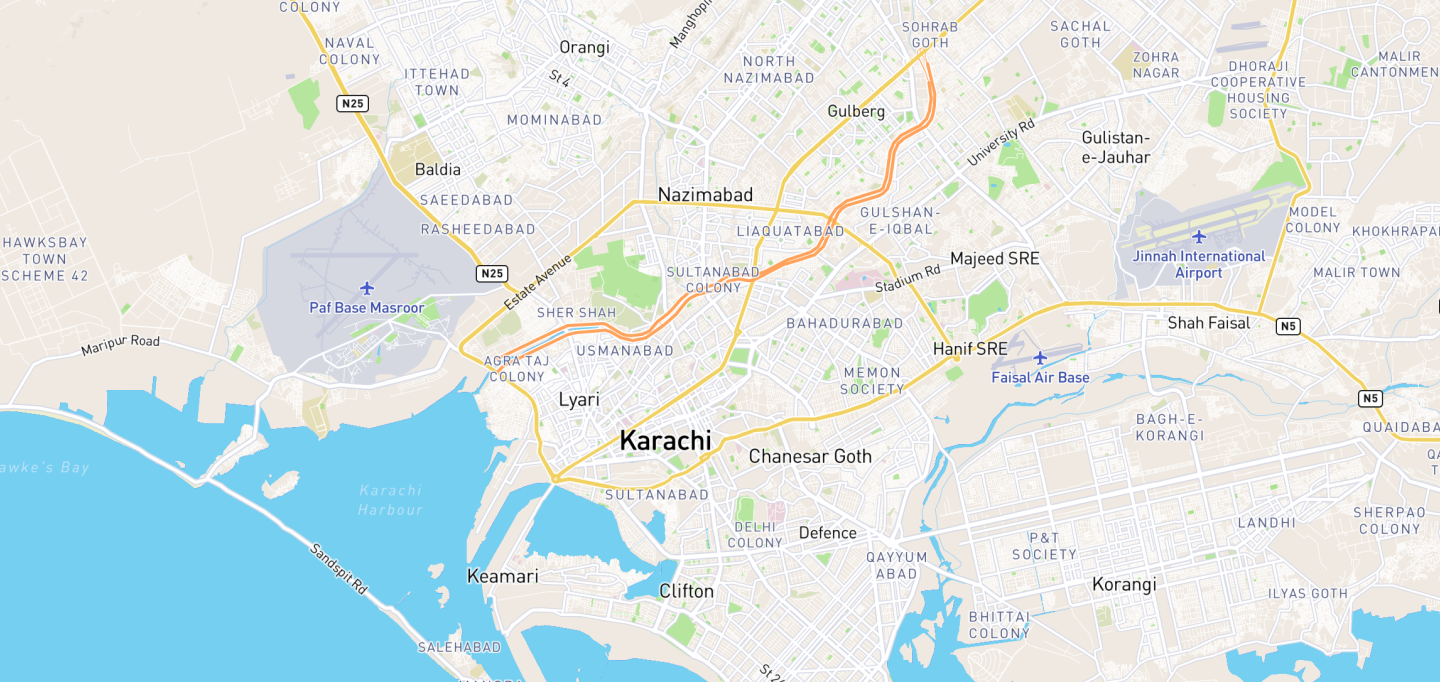 COLONY
NAVAL
COLONY
Orangi
Manghopi
SOHRAB
GOTH
SACHAL
GOTH
ZOHRA
NAGAR
MALIR
CANTONMEN
DHORAJI
COOPERATIVE
HOUSING
SOCIETY
ITTEHAD
TOWN
St 4
NORTH
NAZIMABAD
N25
MOMINABAD
Gulberg
University Rd
Gulistan-
e-Jauhar
Baldia
Nazimabad
SAEEDABAD
RASHEEDABAD
LIAQUATABAD
GULSHAN-
E-IQBAL
MODEL
COLONY
KHOKHRAPA
HAWKSBAY
TOWN
SCHEME 42
N25
Estate Avenue
SULTANABAD
COLONY
Stadium Rd
Majeed SRE
Jinnah International
Airport
MALIR TOWN
Paf Base Masroor
SHER SHAH
BAHADURABAD
Shah Faisal
N5
Maripur Road
AGRA TAJ
COLONY
USMANABAD
Hanif SRE
MEMON
SOCIETY
Faisal Air Base
Lyari
N5
Karachi
BAGH-E-
KORANGI
QUAIDABA
Chanesar Goth
awke's Bay
Karachi
Harbour
SULTANABAD
DELHI
COLONY
Defence
QAYYUM
ABAD
P&T
SOCIETY
LANDHI
SHERPAO
COLONY
Sandspit Rd
Keamari
Clifton
Korangi
ILYAS GOTH
BHITTAI
COLONY
SALEHABAD